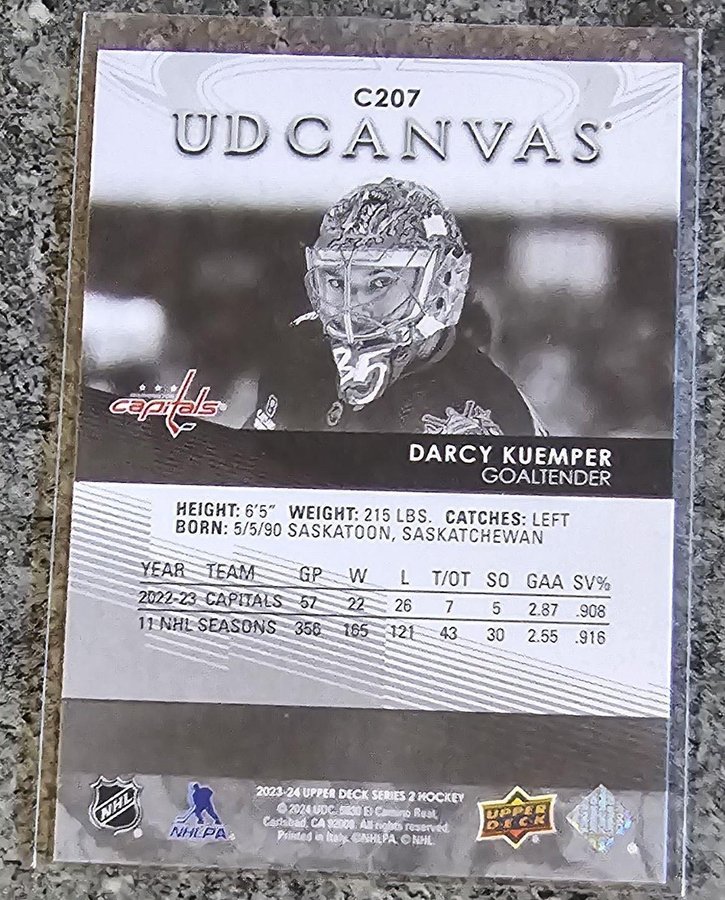 C207
UD CANVAS
35
capitals
DARCY KUEMPER
GOALTENDER
HEIGHT: 6'5" WEIGHT: 215 LBS. CATCHES: LEFT
BORN: 5/5/90 SASKATOON, SASKATCHEWAN
YEAR TEAM GP W L T/OT SO GAA SV%
2022-23 CAPITALS 57 22 26 7 5 2.87 .908
11 NHL SEASONS 356 165 121 43 30 2.55 .916
2023-24 UPPER DECK SERIES 2 HOCKEY
© 2024 UDC. 5830 El Camino Real,
Carlsbad, CA 92008. All rights reserved.
Printed in Italy. ©NHLPA. © NHL.
NHL
NHLPA
UPPER
DECK